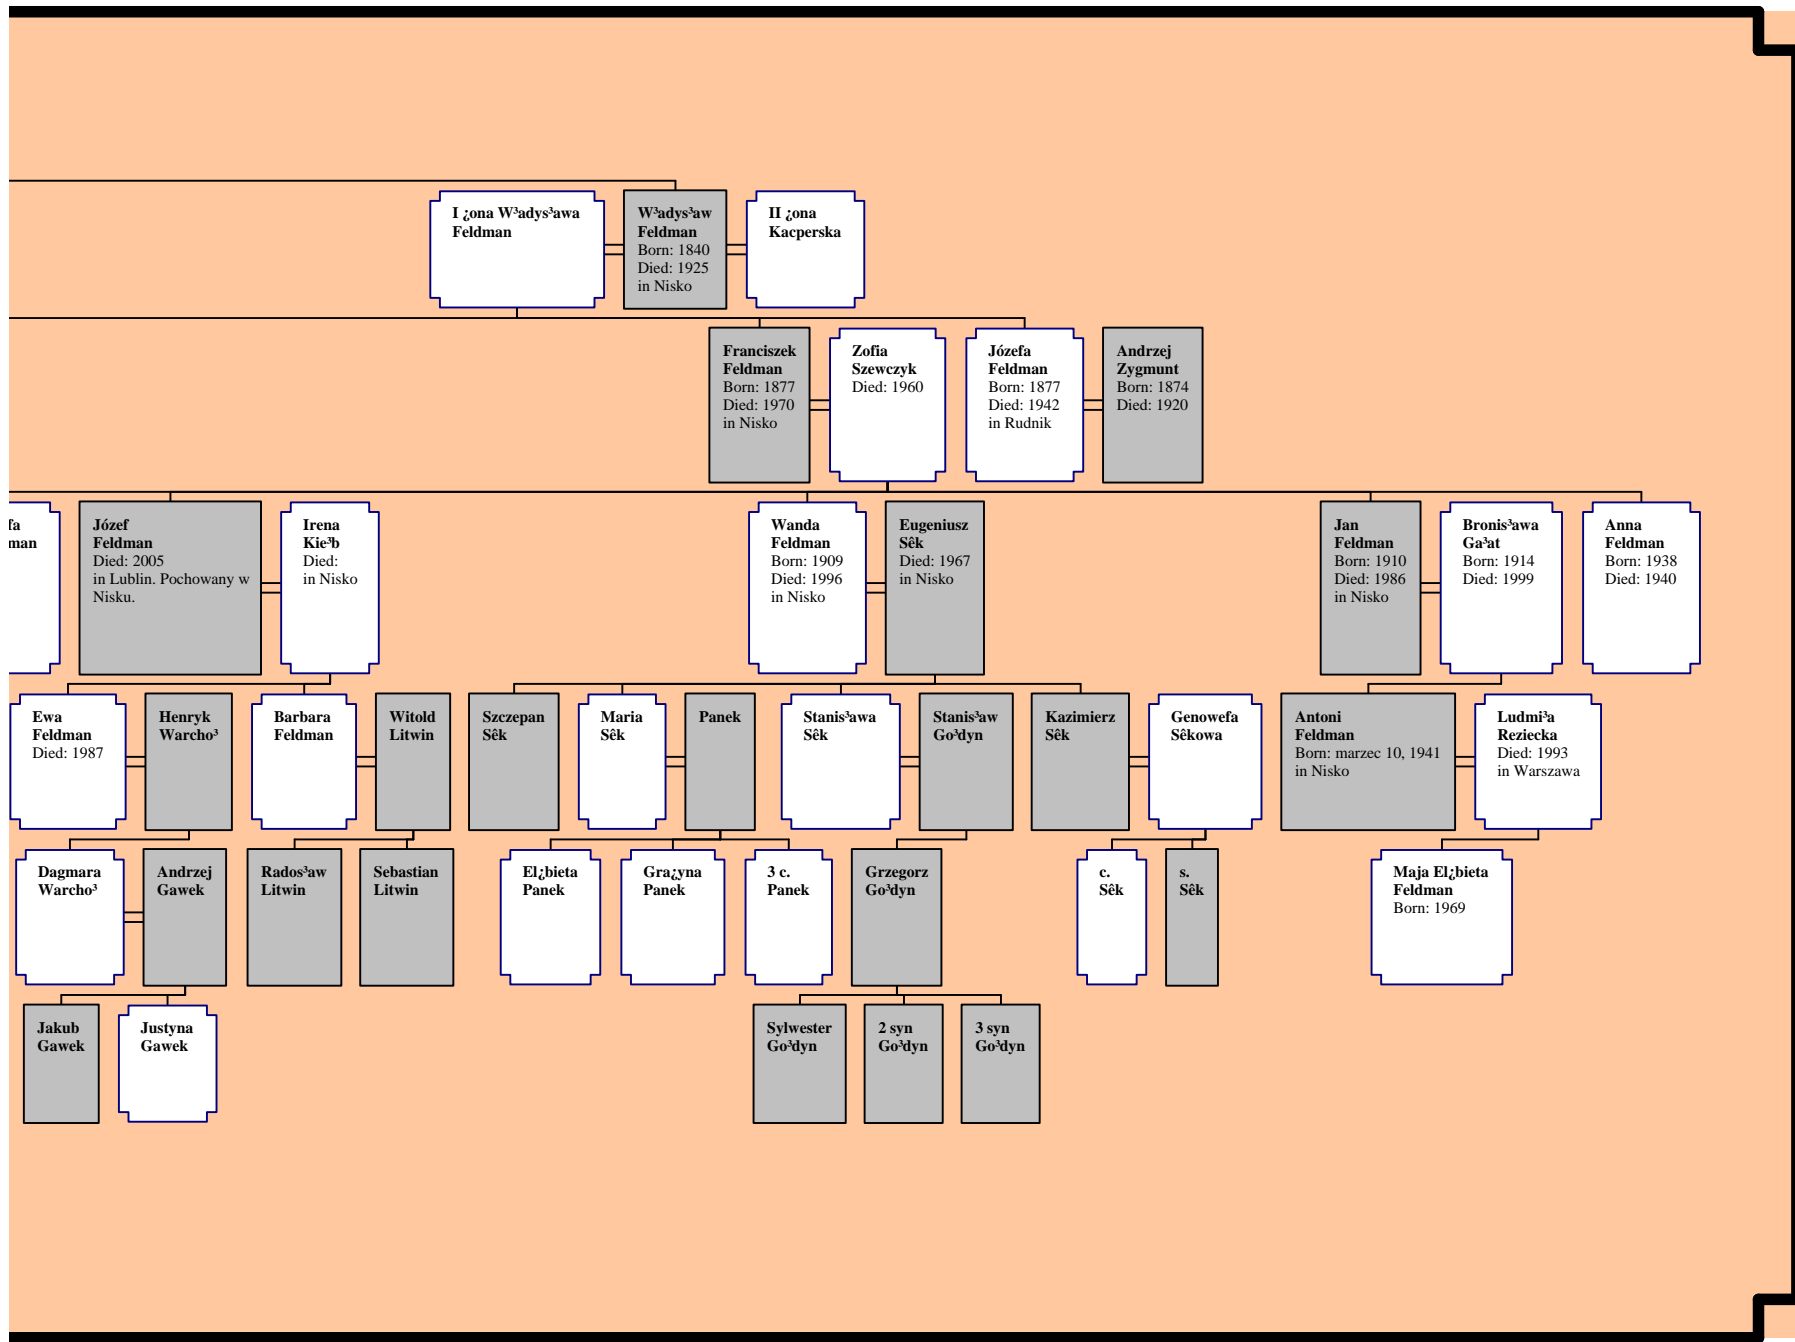 I ¿ona W³adys³awa
Feldman
W³adys³aw
Feldman
Born: 1840
Died: 1925
in Nisko
II ¿ona
Kacperska
Franciszek
Feldman
Born: 1877
Died: 1970
in Nisko
Zofia
Szewczyk
Died: 1960
Józefa
Feldman
Born: 1877
Died: 1942
in Rudnik
Andrzej
Zygmunt
Born: 1874
Died: 1920
fa
man
Józef
Feldman
Died: 2005
in Lublin. Pochowany w
Nisku.
Irena
Kie³b
Died:
in Nisko
Wanda
Feldman
Born: 1909
Died: 1996
in Nisko
Eugeniusz
Sêk
Died: 1967
in Nisko
Jan
Feldman
Born: 1910
Died: 1986
in Nisko
Bronis³awa
Ga³at
Born: 1914
Died: 1999
Anna
Feldman
Born: 1938
Died: 1940
Ewa
Feldman
Died: 1987
Henryk
Warcho³
Barbara
Feldman
Witold
Litwin
Szczepan
Sêk
Maria
Sêk
Panek
Stanis³awa
Sêk
Stanis³aw
Go³dyn
Kazimierz
Sêk
Genowefa
Sêkowa
Antoni
Feldman
Born: marzec 10, 1941
in Nisko
Ludmi³a
Reziecka
Died: 1993
in Warszawa
Dagmara
Warcho³
Andrzej
Gawek
Rados³aw
Litwin
Sebastian
Litwin
El¿bieta
Panek
Gra¿yna
Panek
3 c.
Panek
Grzegorz
Go³dyn
c.
Sêk
s.
Sêk
Maja El¿bieta
Feldman
Born: 1969
Jakub
Gawek
Justyna
Gawek
Sylwester
Go³dyn
2 syn
Go³dyn
3 syn
Go³dyn